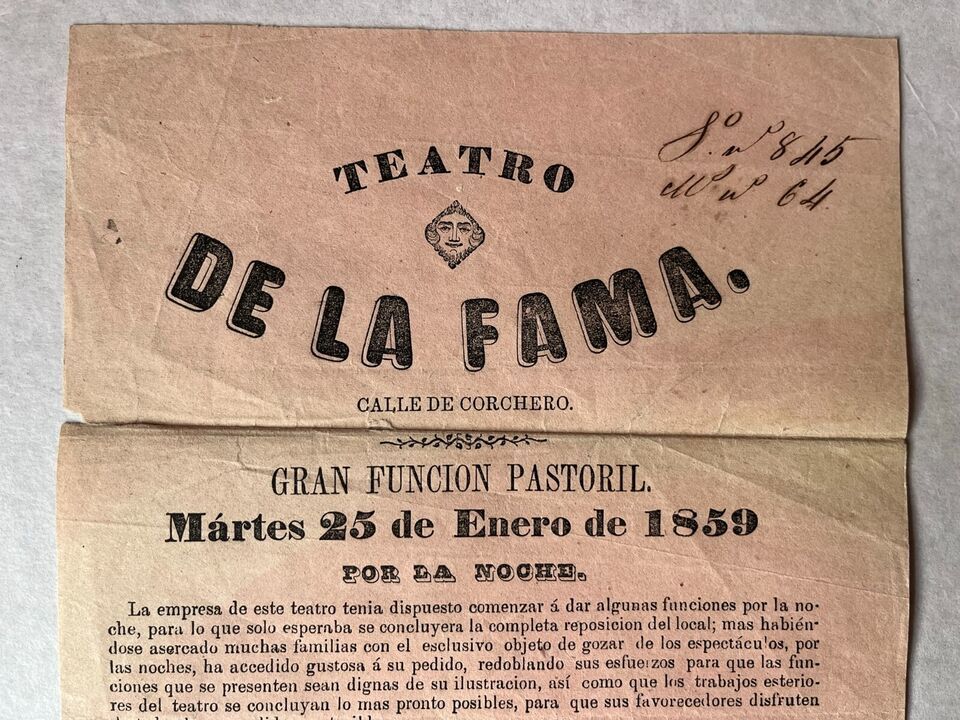 Sº. nº 845
Mº nº 64
TEATRO
DE LA FAMA.
CALLE DE CORCHERO.
GRAN FUNCION PASTORIL.
Mártes 25 de Enero de 1859
POR LA NOCHE.
La empresa de este teatro tenia dispuesto comenzar á dar algunas funciones por la no-
che, para lo que solo esperaba se concluyera la completa reposicion del local; mas habién-
dose asercado muchas familias con el esclusivo objeto de gozar de los espectáculos, por
las noches, ha accedido gustosa á su pedido, redoblando sus esfuerzos para que las fun-
ciones que se presenten sean dignas de su ilustracion, así como que los trabajos esterio-
res del teatro se concluyan lo mas pronto posibles, para que sus favorecedores disfruten